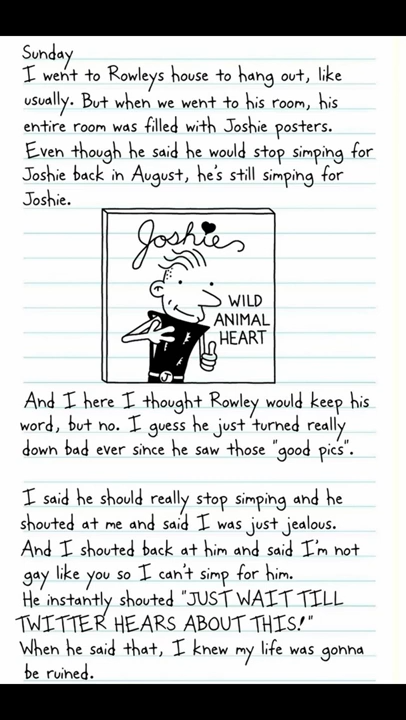 Sunday
I went to Rowleys house to hang out, like
usually. But when we went to his room, his
entire room was filled with Joshie posters.
Even though he said he would stop simping for
Joshie back in August, he's still simping for
Joshie.
Joshie
WILD
ANIMAL
HEART
J
And I here I thought Rowley would keep his
word, but no. I guess he just turned really
down bad ever since he saw those "good pics".
I said he should really stop simping and he
shouted at me and said I was just jealous.
And I shouted back at him and said I'm not
gay like you so I can't simp for him.
He instantly shouted "JUST WAIT TILL
TWITTER HEARS ABOUT THIS!"
When he said that, I knew my life was gonna
be ruined.